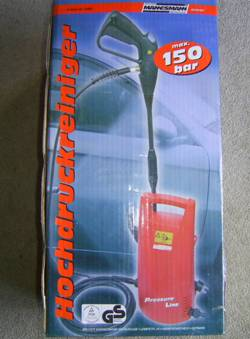 MANNESMANN
max.
150
bar
Hochdruckreiniger
Pressure
Line
GS